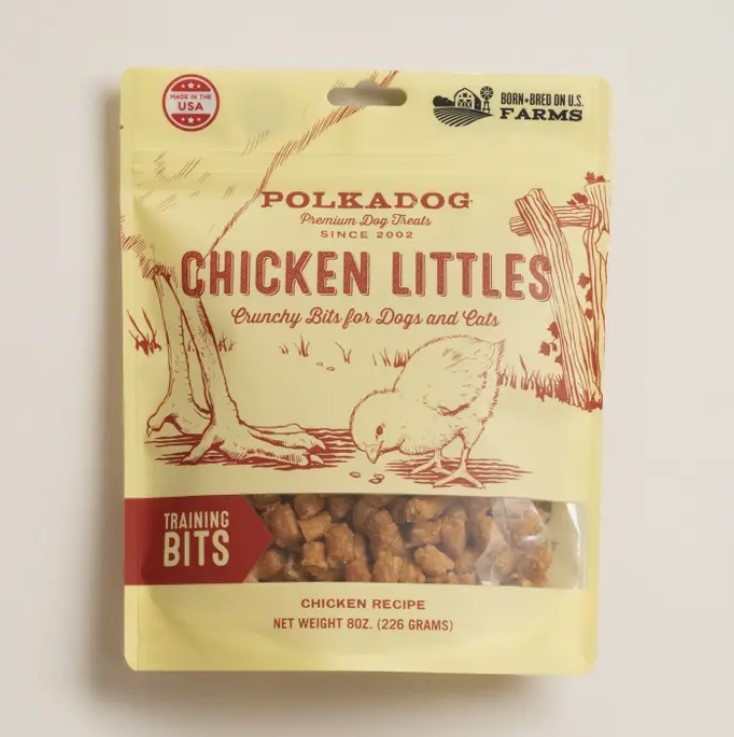 MADE IN THE
USA
BORN+BRED ON U.S.
FARMS
POLKADOG
Premium Dog Treats
SINCE 2002
CHICKEN LITTLES
Crunchy Bits for Dogs and Cats
TRAINING
BITS
CHICKEN RECIPE
NET WEIGHT 8OZ. (226 GRAMS)